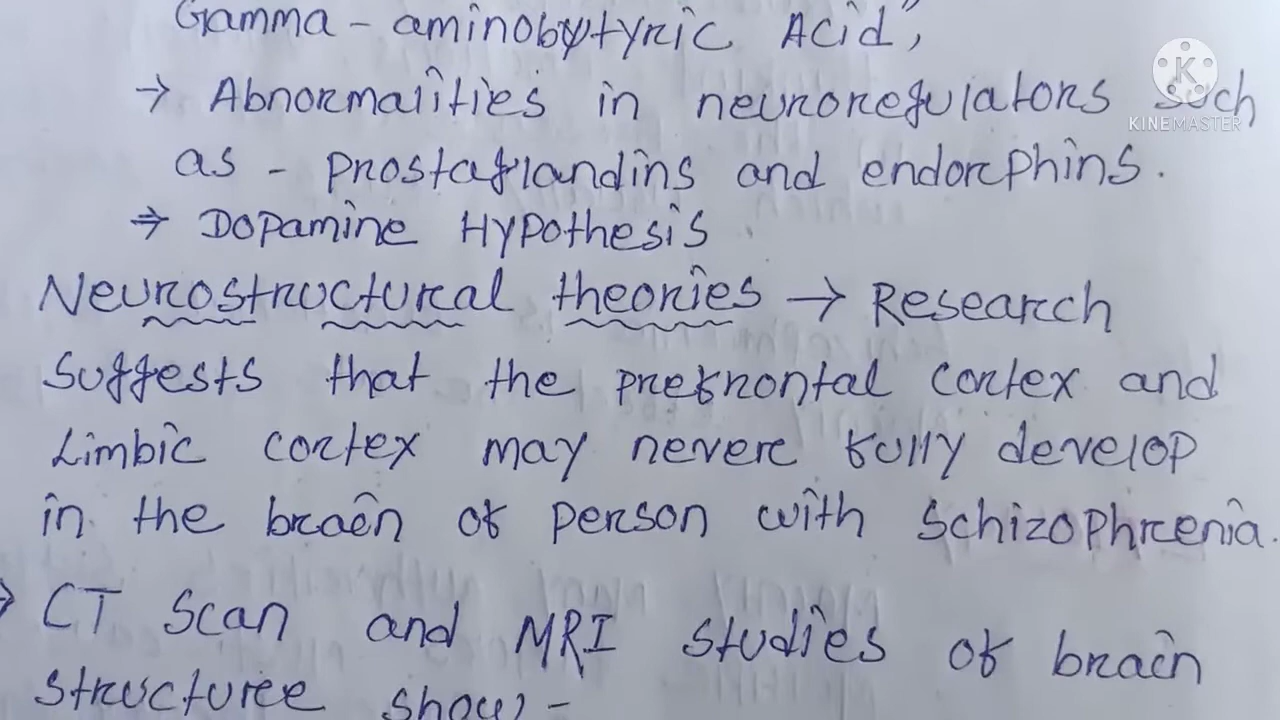 Gamma - aminobytyric Acid",
→ Abnormalities in neuroregulators such
as - prostaglandins and endorphins.
⇒ Dopamine Hypothesis
Neurostructural theories → Research
Suggests that the prefrontal cortex and
Limbic cortex may never fully develop
in the brain of person with Schizophrenia.
CT Scan and MRI studies of brain
structure show -
K
KINEMASTER